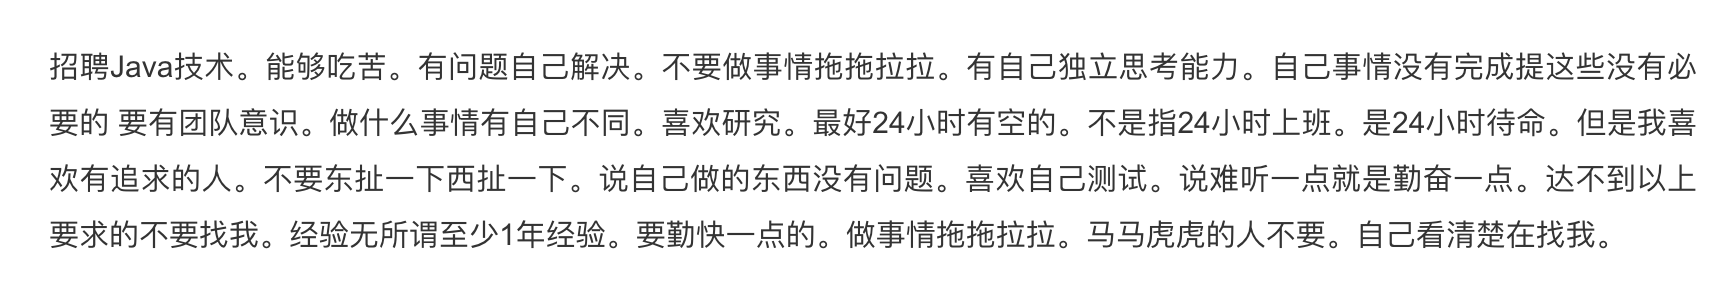 招聘Java技术。能够吃苦。有问题自己解决。不要做事情拖拖拉拉。有自己独立思考能力。自己事情没有完成提这些没有必
要的 要有团队意识。做什么事情有自己不同。喜欢研究。最好24小时有空的。不是指24小时上班。是24小时待命。但是我喜
欢有追求的人。不要东扯一下西扯一下。说自己做的东西没有问题。喜欢自己测试。说难听一点就是勤奋一点。达不到以上
要求的不要找我。经验无所谓至少1年经验。要勤快一点的。做事情拖拖拉拉。马马虎虎的人不要。自己看清楚在找我。